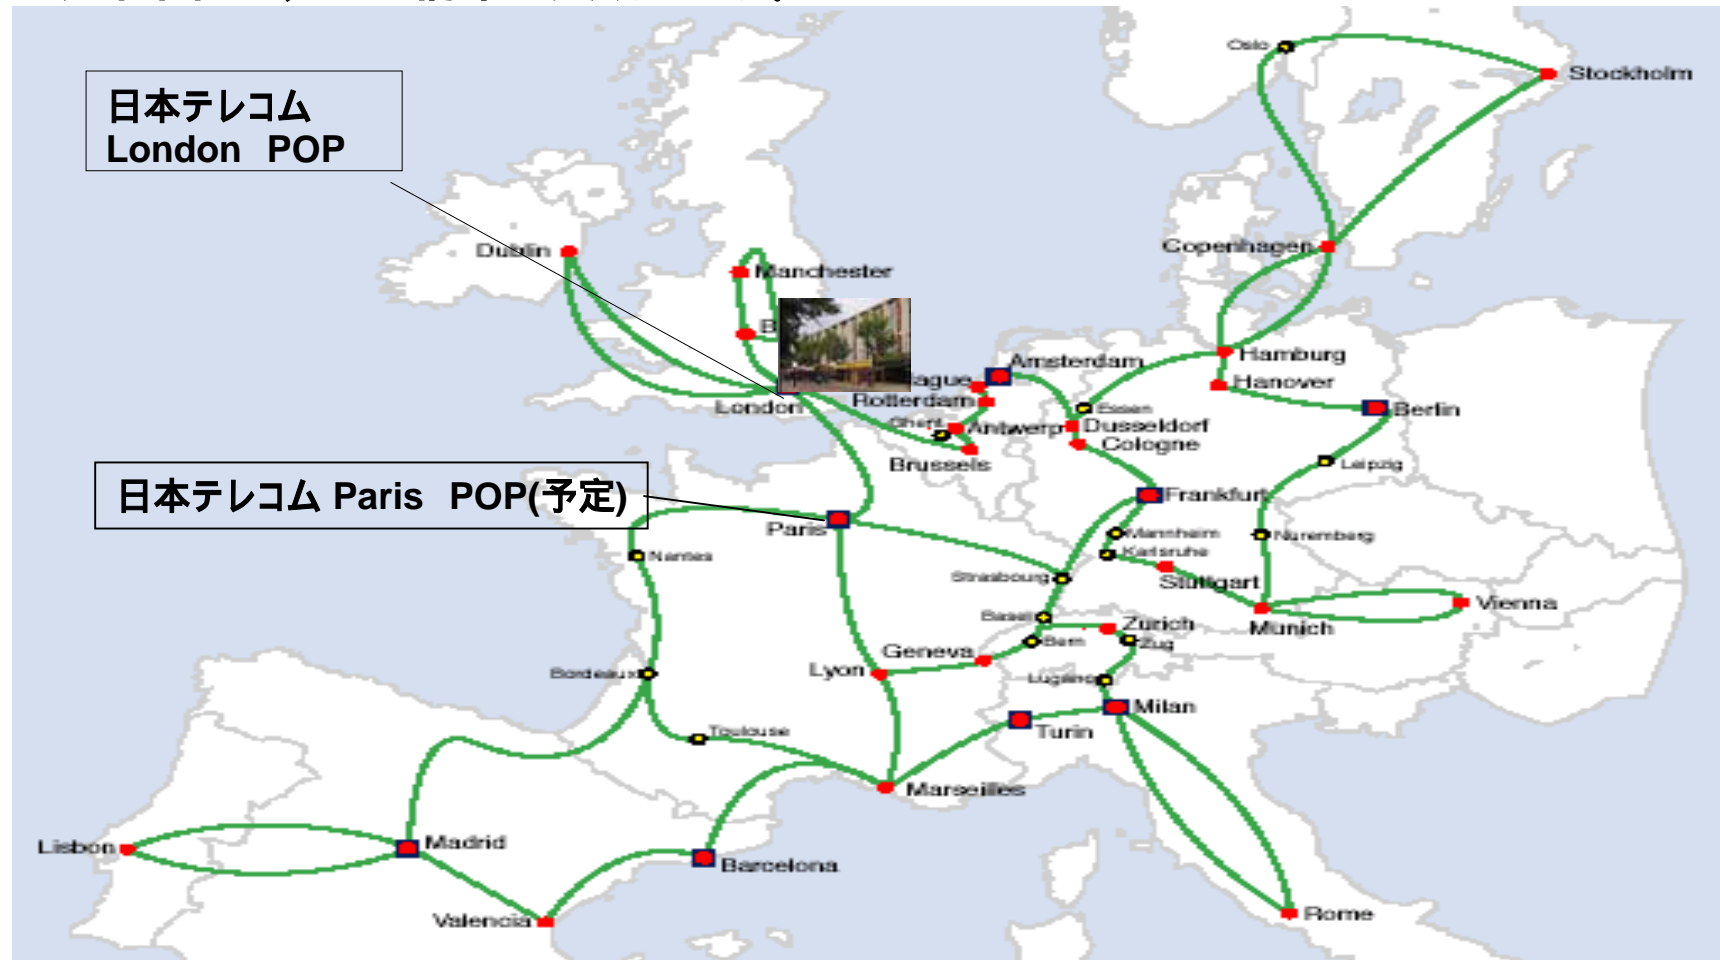 日本テレコム
London POP
Oslo
Stockholm
Dublin
Copenhagen
Manchester
B
Amsterdam
Hamburg
ague
Hanover
Rotterdam
Essen
Berlin
London
Ghent
Antwerp
Dusseldorf
Cologne
Brussels
Leipzig
日本テレコム Paris POP(予定)
Frankfurt
Paris
Mannheim
Nuremberg
Karlsruhe
Nantes
Strasbourg
Stuttgart
Vienna
Basel
Zurich
Munich
Bern
Zug
Geneva
Lyon
Bordeaux
Lugano
Milan
Toulouse
Turin
Marseilles
Madrid
Lisbon
Barcelona
Valencia
Rome